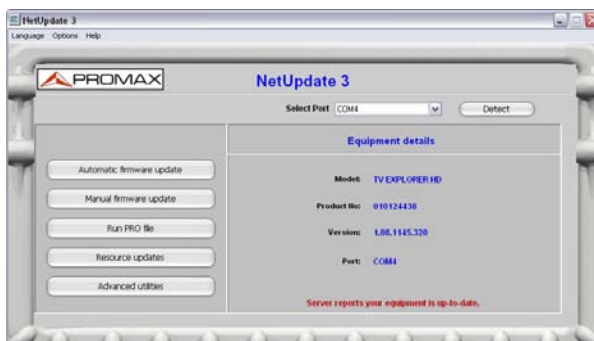 NetUpdate 3
Language Options Help
PROMAX
NetUpdate 3
Select Port COM4 Detect
Equipment details
Automatic firmware update
Manual firmware update
Run PRO file
Resource updates
Advanced utilities
Model: TV EXPLORER HD
Product No: 010124438
Version: 1.08.1145.320
Port: COM4
Server reports your equipment is up-to-date.